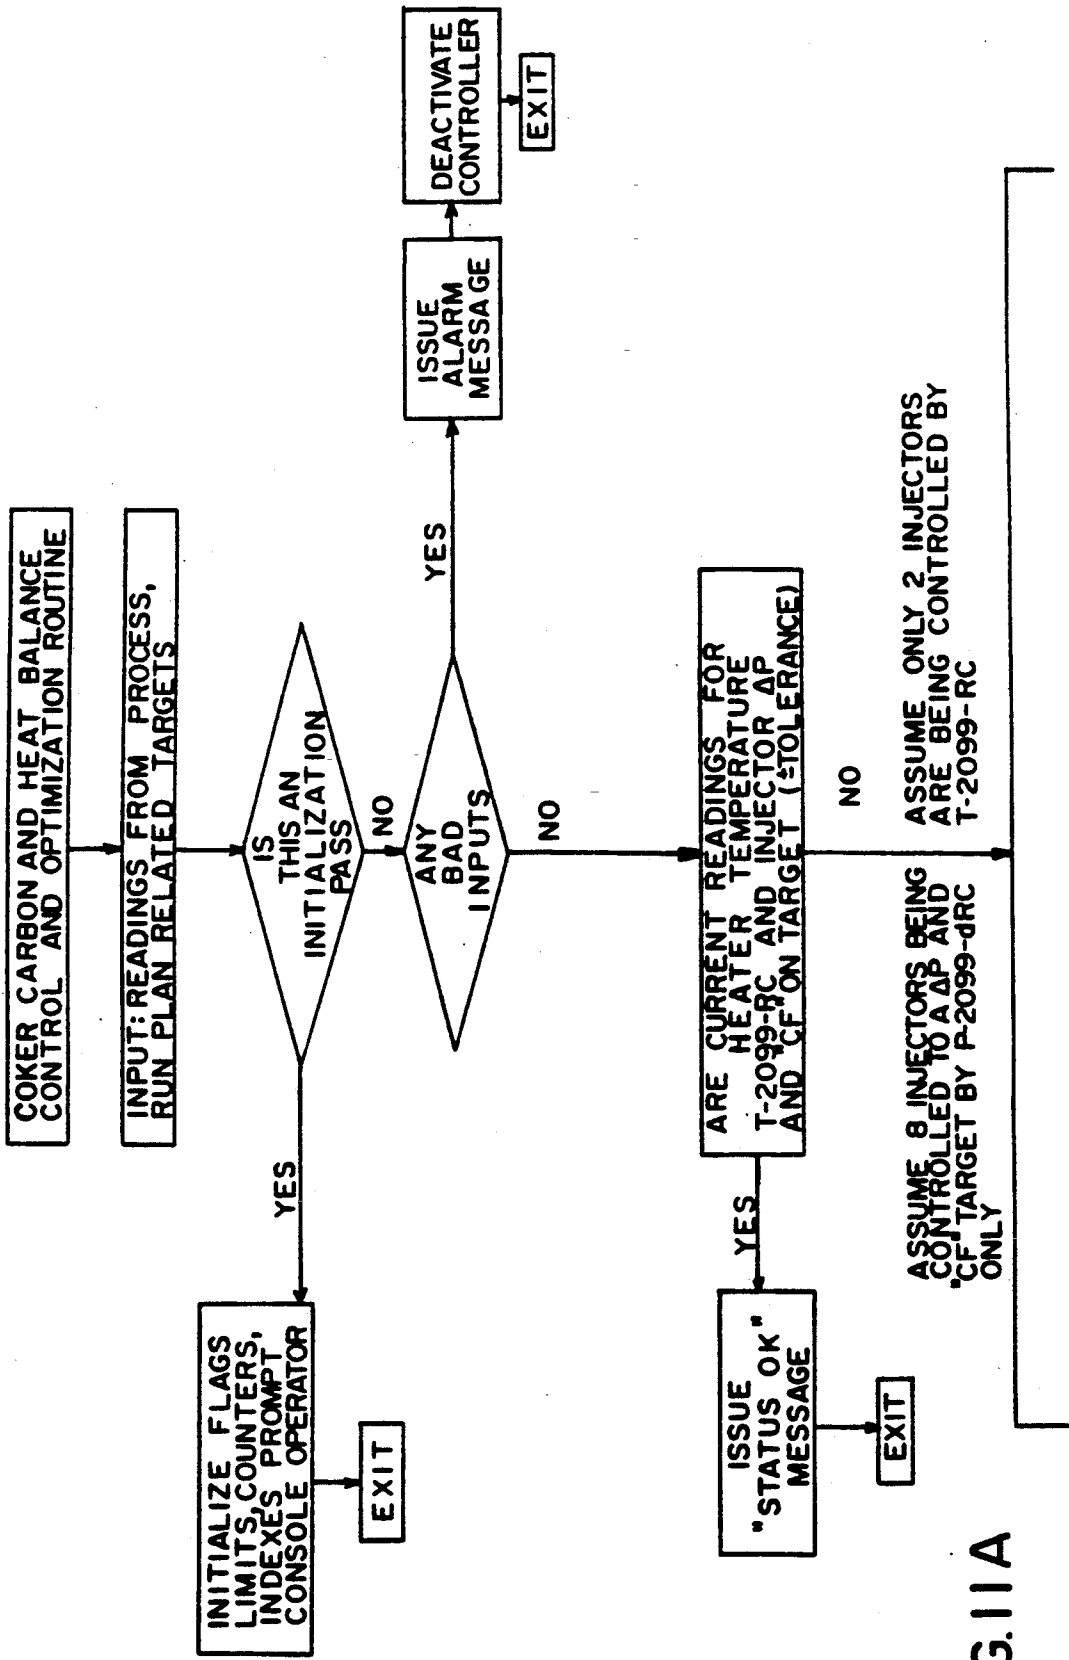 COKER CARBON AND HEAT BALANCE
CONTROL AND OPTIMIZATION ROUTINE
INPUT: READINGS FROM PROCESS,
RUN PLAN RELATED TARGETS
IS
THIS AN
INITIALIZATION
PASS
YES
INITIALIZE FLAGS
LIMITS, COUNTERS,
INDEXES, PROMPT
CONSOLE OPERATOR
EXIT
NO
ANY
BAD
INPUTS
YES
ISSUE
ALARM
MESSAGE
DEACTIVATE
CONTROLLER
EXIT
NO
ARE CURRENT READINGS FOR
HEATER TEMPERATURE
T-2099-RC AND INJECTOR ΔP
AND "CF" ON TARGET (±TOLERANCE)
YES
ISSUE
"STATUS OK"
MESSAGE
EXIT
NO
ASSUME 8 INJECTORS BEING
CONTROLLED TO A ΔP AND
"CF" TARGET BY P-2099-dRC
ONLY
ASSUME ONLY 2 INJECTORS
ARE BEING CONTROLLED BY
T-2099-RC
G. 11A